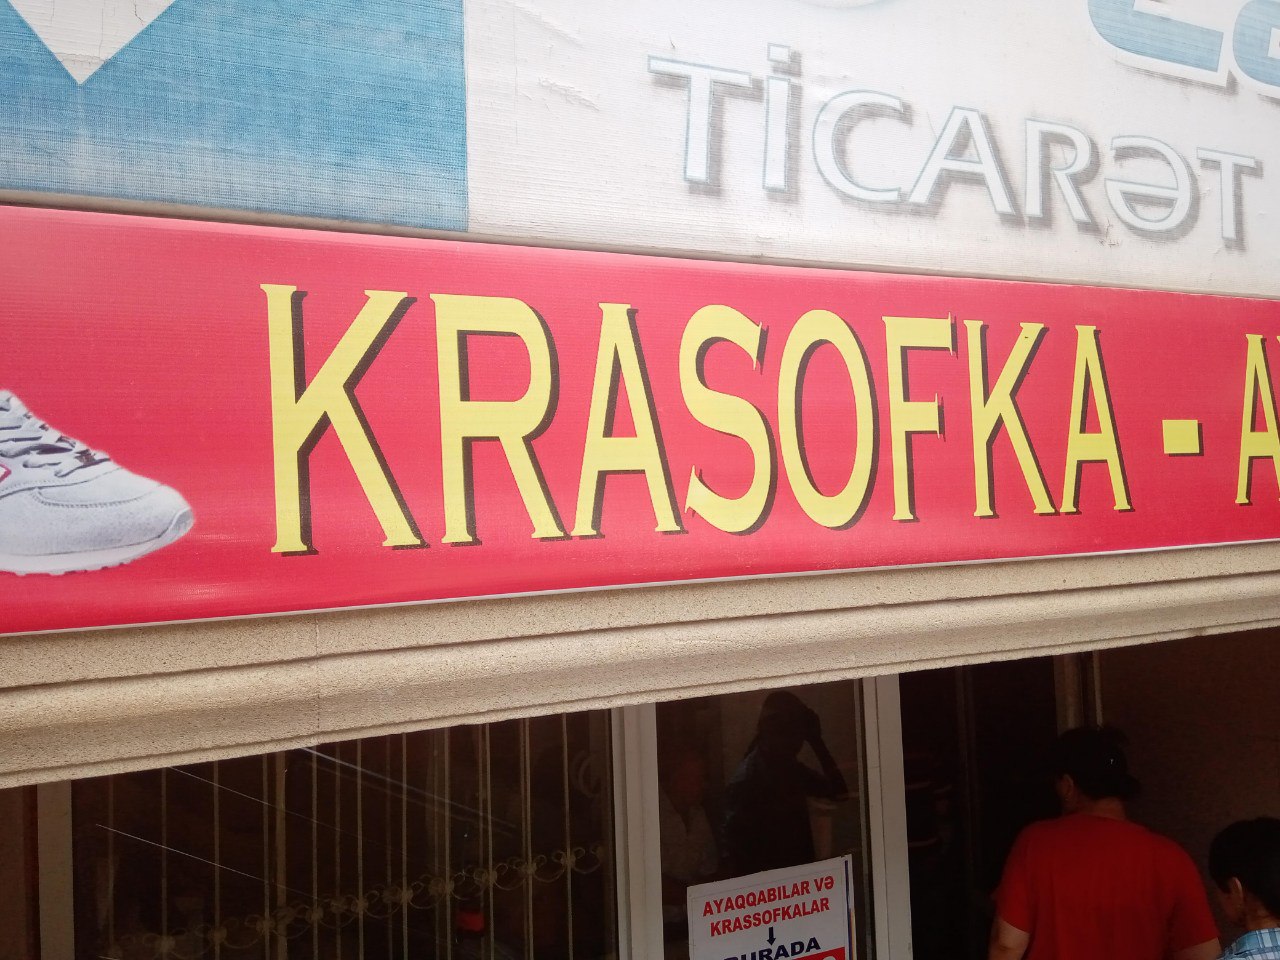 TİCARƏT
KRASOFKA -
AYAQQABILAR VƏ
KRASSOFKALAR
BURADA